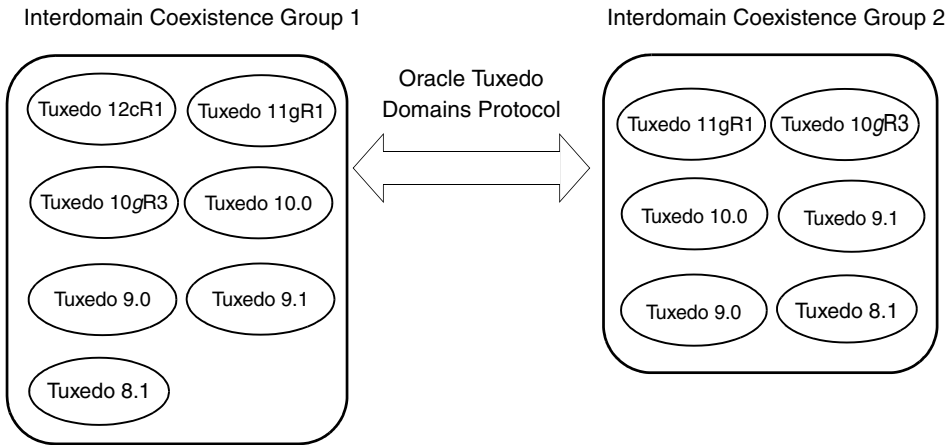 Interdomain Coexistence Group 1
Tuxedo 12cR1
Tuxedo 11gR1
Tuxedo 10gR3
Tuxedo 10.0
Tuxedo 9.0
Tuxedo 9.1
Tuxedo 8.1
Oracle Tuxedo
Domains Protocol
Interdomain Coexistence Group 2
Tuxedo 11gR1
Tuxedo 10gR3
Tuxedo 10.0
Tuxedo 9.1
Tuxedo 9.0
Tuxedo 8.1